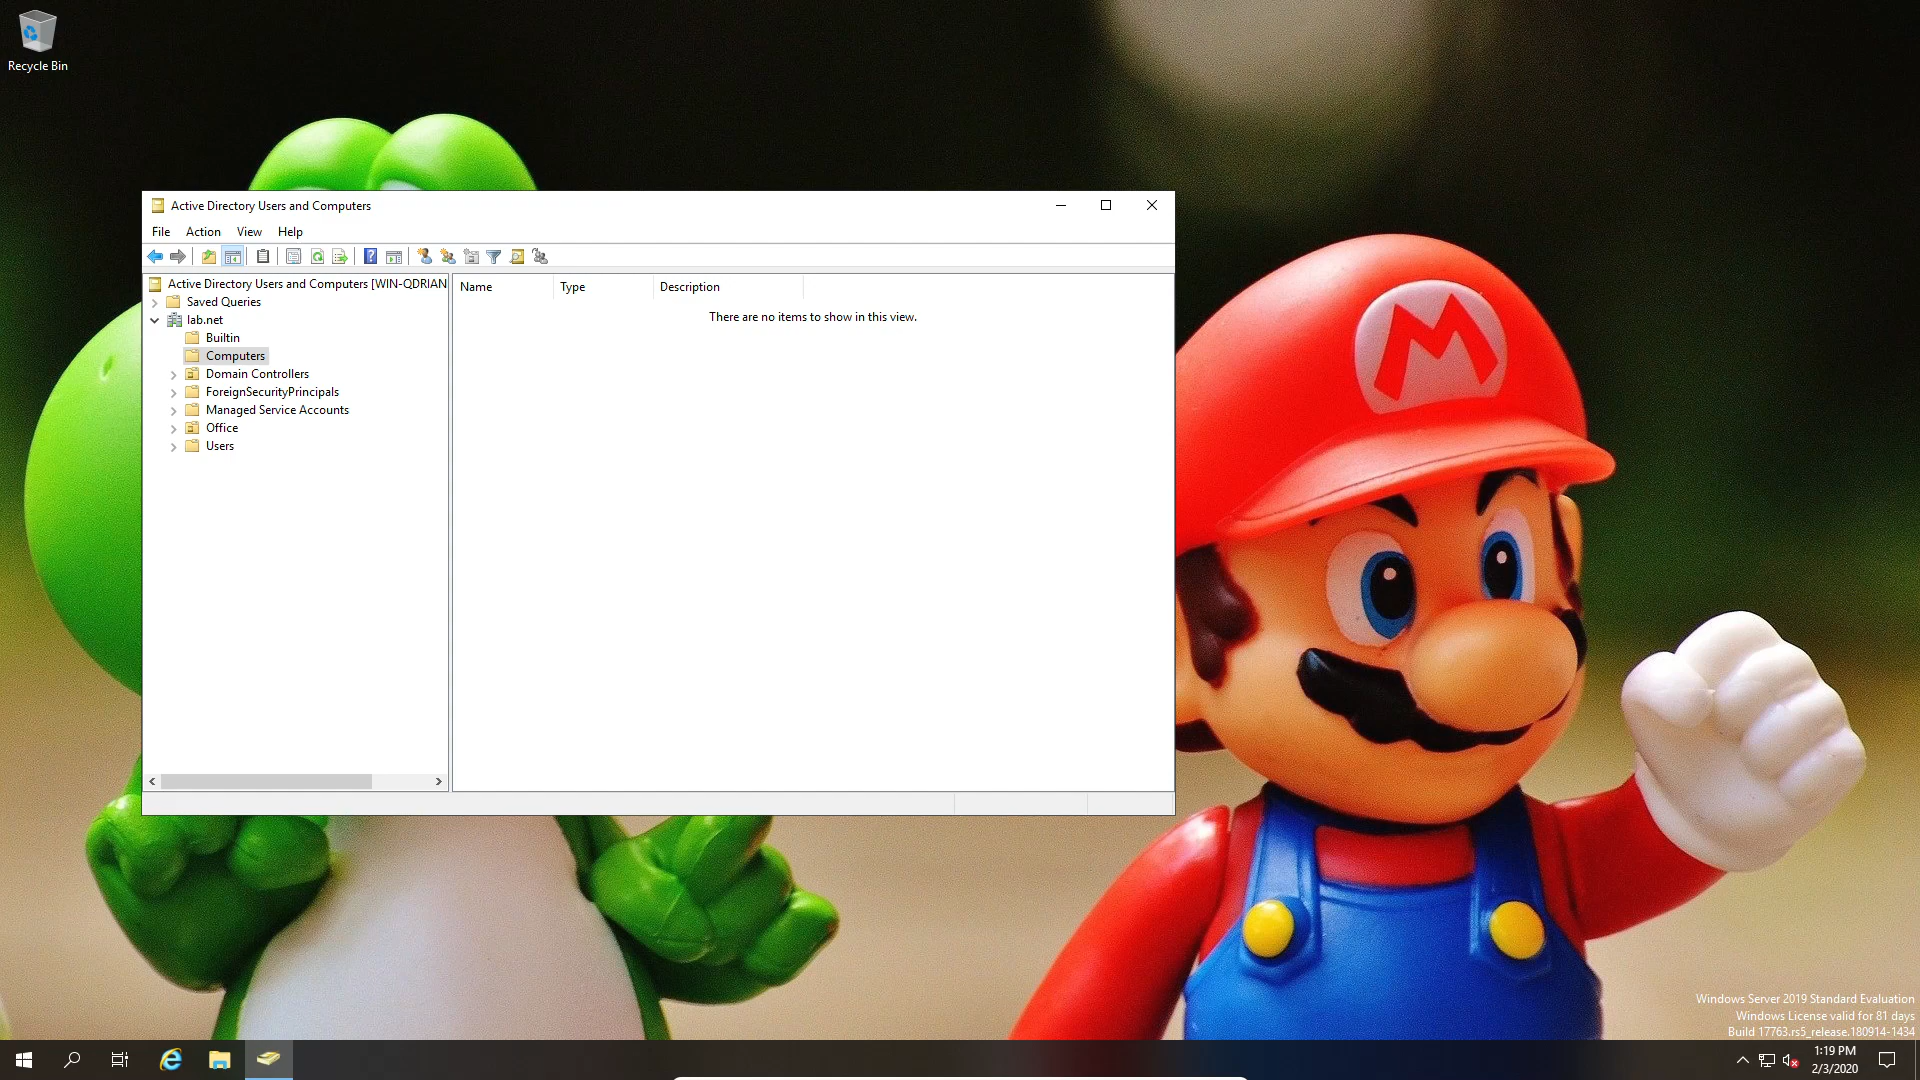 Recycle Bin
Active Directory Users and Computers
File Action View Help
Active Directory Users and Computers [WIN-QDRIAN
Name Type Description
Saved Queries
There are no items to show in this view.
lab.net
Builtin
Computers
Domain Controllers
ForeignSecurityPrincipals
Managed Service Accounts
Office
Users
M
Windows Server 2019 Standard Evaluation
Windows License valid for 81 days
Build 17763.rs5_release.180914-1434
1:19 PM
2/3/2020